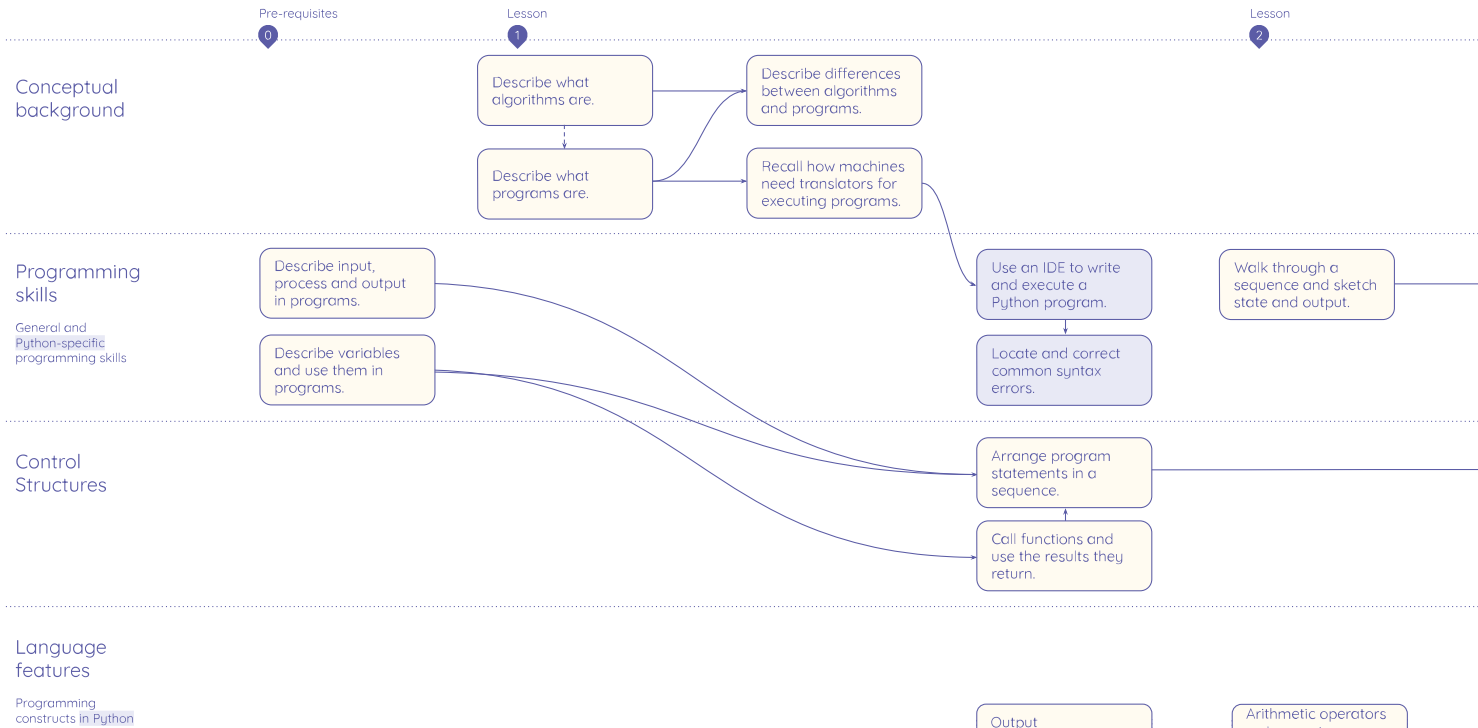 Pre-requisites
0
Lesson
1
Lesson
2
Conceptual
background
Describe what
algorithms are.
Describe differences
between algorithms
and programs.
Describe what
programs are.
Recall how machines
need translators for
executing programs.
Programming
skills
General and
Python-specific
programming skills
Describe input,
process and output
in programs.
Describe variables
and use them in
programs.
Use an IDE to write
and execute a
Python program.
Locate and correct
common syntax
errors.
Walk through a
sequence and sketch
state and output.
Control
Structures
Arrange program
statements in a
sequence.
Call functions and
use the results they
return.
Language
features
Programming
constructs in Python
Output
Arithmetic operators